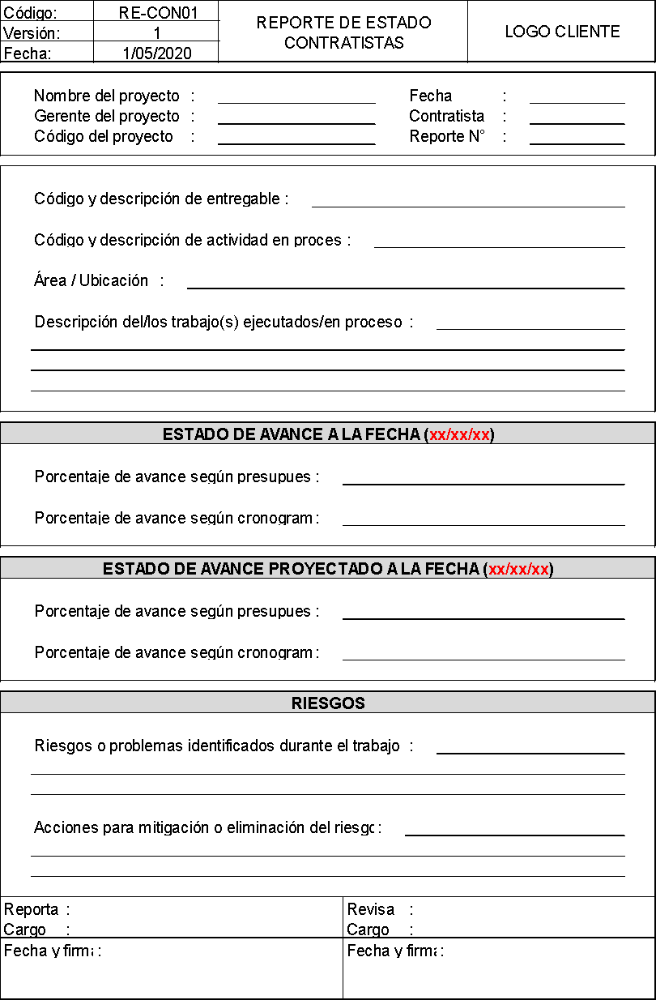 Código: RE-CON01
Versión: 1
Fecha: 1/05/2020
REPORTE DE ESTADO
CONTRATISTAS
LOGO CLIENTE
Nombre del proyecto : Fecha :
Gerente del proyecto : Contratista :
Código del proyecto : Reporte N° :
Código y descripción de entregable :
Código y descripción de actividad en proces :
Área / Ubicación :
Descripción del/los trabajo(s) ejecutados/en proceso :
ESTADO DE AVANCE A LA FECHA (xx/xx/xx)
Porcentaje de avance según presupues :
Porcentaje de avance según cronogram :
ESTADO DE AVANCE PROYECTADO A LA FECHA (xx/xx/xx)
Porcentaje de avance según presupues :
Porcentaje de avance según cronogram :
RIESGOS
Riesgos o problemas identificados durante el trabajo :
Acciones para mitigación o eliminación del riesgo :
Reporta : Revisa :
Cargo : Cargo :
Fecha y firma : Fecha y firma :